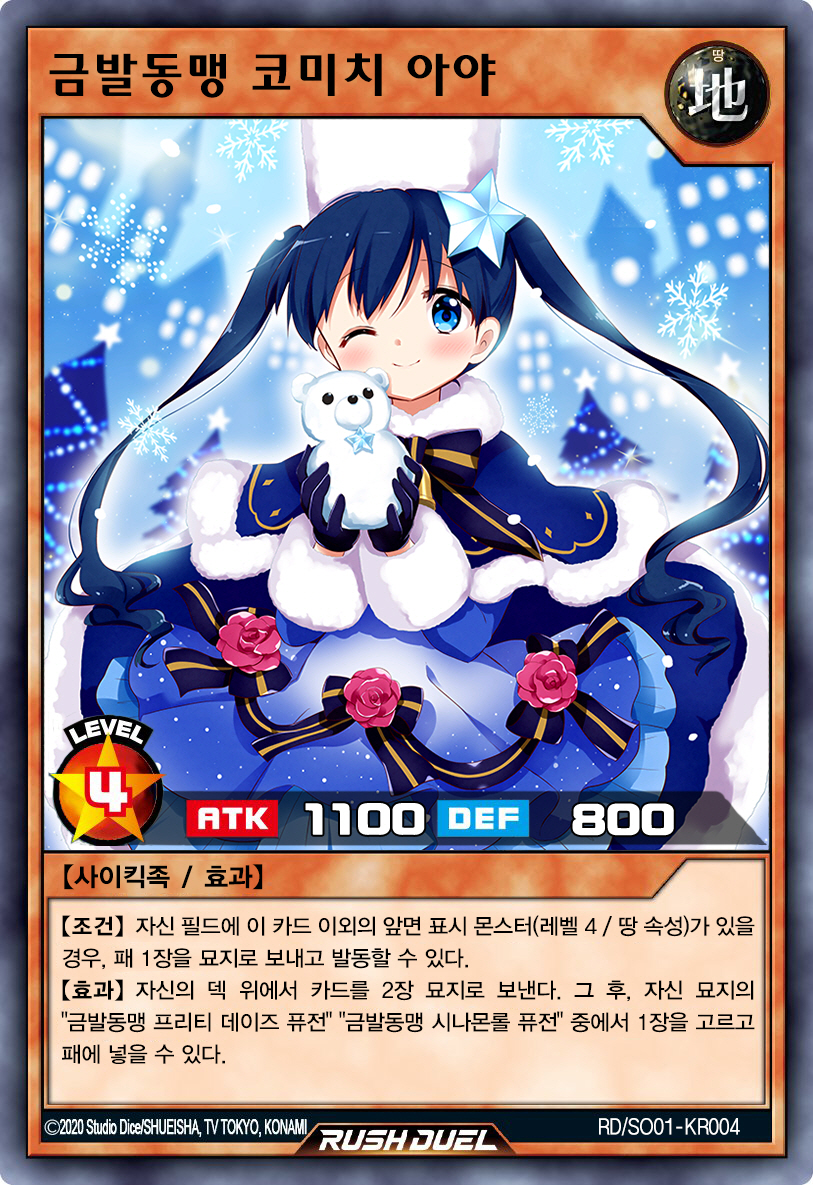 금발동맹 코미치 아야
땅
地
LEVEL
4
ATK 1100 DEF 800
【사이킥족 / 효과】
【조건】 자신 필드에 이 카드 이외의 앞면 표시 몬스터(레벨 4 / 땅 속성)가 있을
경우, 패 1장을 묘지로 보내고 발동할 수 있다.
【효과】 자신의 덱 위에서 카드를 2장 묘지로 보낸다. 그 후, 자신 묘지의
"금발동맹 프리티 데이즈 퓨전" "금발동맹 시나몬롤 퓨전" 중에서 1장을 고르고
패에 넣을 수 있다.
©2020 Studio Dice/SHUEISHA, TV TOKYO, KONAMI
RUSH DUEL
RD/SO01-KR004